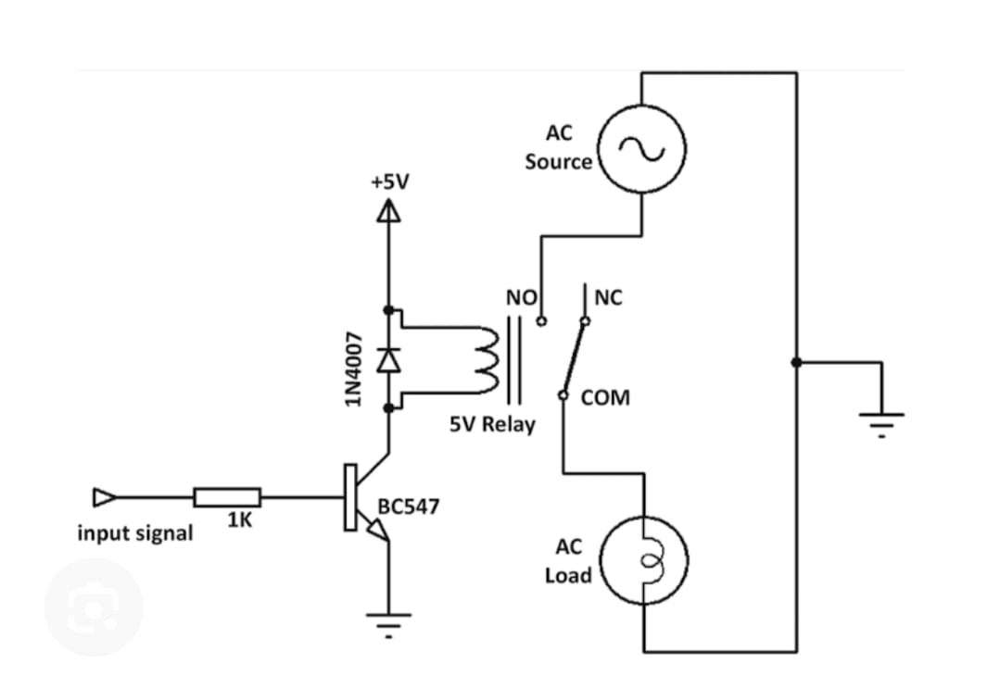 AC
Source
+5V
NO
NC
1N4007
COM
5V Relay
BC547
1K
input signal
AC
Load